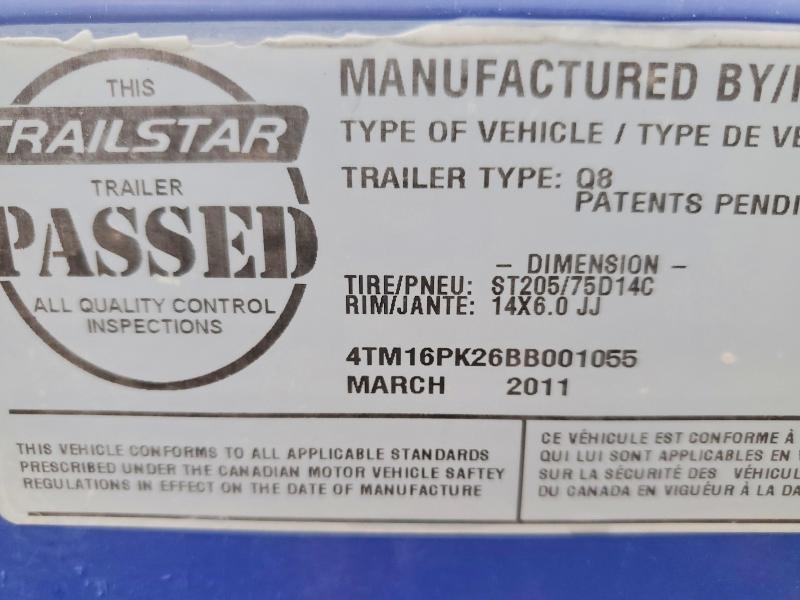 THIS
TRAILSTAR
TRAILER
PASSED
ALL QUALITY CONTROL
INSPECTIONS
MANUFACTURED BY/
TYPE OF VEHICLE / TYPE DE VE
TRAILER TYPE: Q8
PATENTS PENDI
- DIMENSION -
TIRE/PNEU: ST205/75D14C
RIM/JANTE: 14X6.0 JJ
4TM16PK26BB001055
MARCH 2011
THIS VEHICLE CONFORMS TO ALL APPLICABLE STANDARDS
PRESCRIBED UNDER THE CANADIAN MOTOR VEHICLE SAFTEY
REGULATIONS IN EFFECT ON THE DATE OF MANUFACTURE
CE VÉHICULE EST CONFORME À
QUI LUI SONT APPLICABLES EN V
SUR LA SÉCURITÉ DES VÉHICUL
DU CANADA EN VIGUÉUR À LA DA